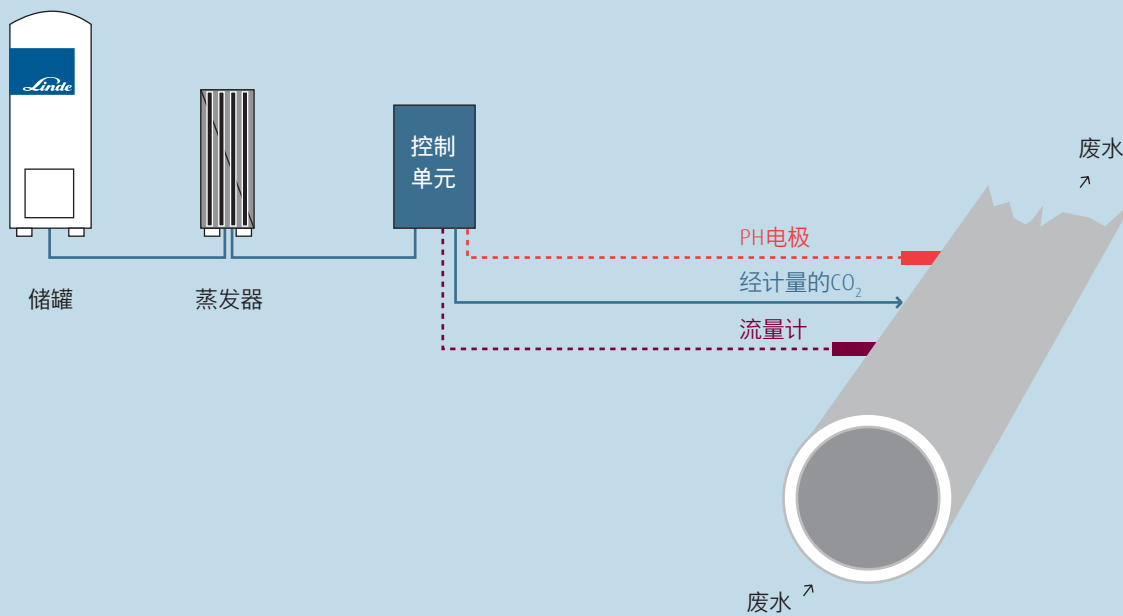 Linde
控制
单元
废水
PH电极
经计量的CO₂
流量计
储罐
蒸发器
废水